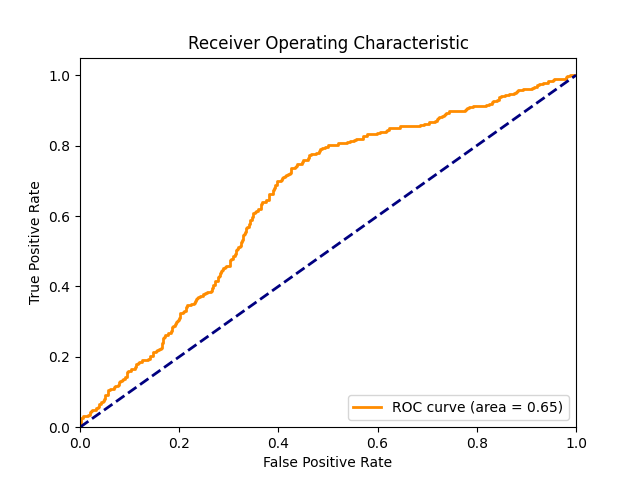 Receiver Operating Characteristic
True Positive Rate
1.0
0.8
0.6
0.4
0.2
0.0
0.0 0.2 0.4 0.6 0.8 1.0
False Positive Rate
ROC curve (area = 0.65)